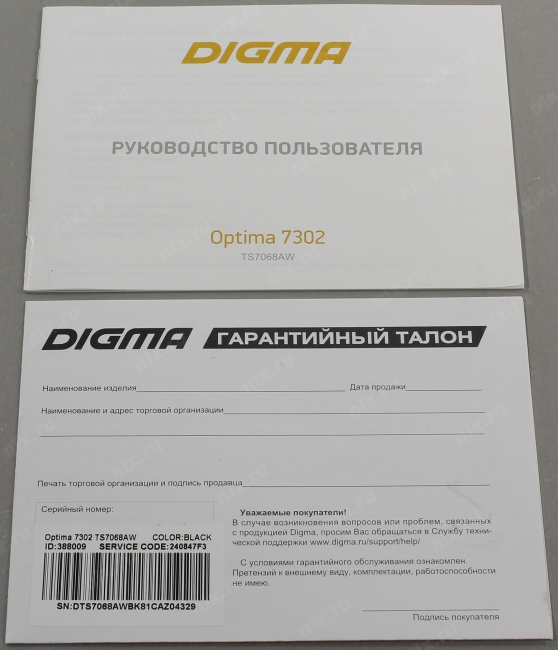 DIGMA
РУКОВОДСТВО ПОЛЬЗОВАТЕЛЯ
Optima 7302
TS7068AW
DIGMA ГАРАНТИЙНЫЙ ТАЛОН
Наименование изделия Дата продажи
Наименование и адрес торговой организации
Печать торговой организации и подпись продавца
Серийный номер:
Optima 7302 TS7068AW COLOR:BLACK
ID:388009 SERVICE CODE:240847F3
SN:DTS7068AWBK81CAZ04329
Уважаемые покупатели!
В случае возникновения вопросов или проблем, связанных
с продукцией Digma, просим Вас обращаться в Службу техни-
ческой поддержки www.digma.ru/support/help/
С условиями гарантийного обслуживания ознакомлен.
Претензий к внешнему виду, комплектации, работоспособности
не имею.
Подпись покупателя